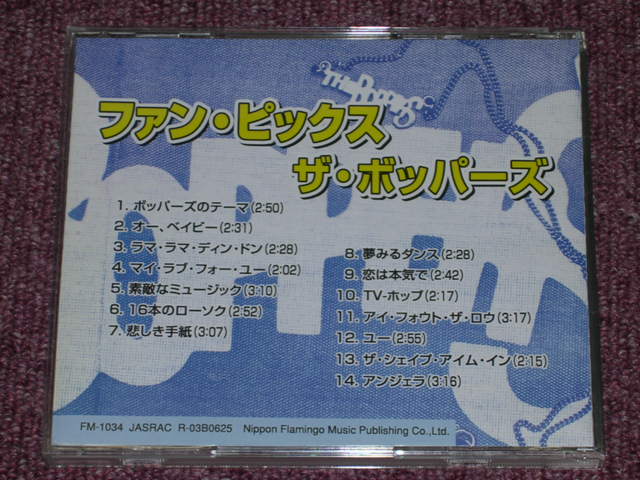 THE BOPPERS
ファン・ピックス
ザ・ボッパーズ
1. ボッパーズのテーマ(2:50)
2. オー、ベイビー(2:31)
3. ラマ・ラマ・ディン・ドン(2:28)
4. マイ・ラブ・フォー・ユー(2:02)
5. 素敵なミュージック(3:10)
6. 16本のローソク(2:52)
7. 悲しき手紙(3:07)
8. 夢みるダンス(2:28)
9. 恋は本気で(2:42)
10. TV-ホップ(2:17)
11. アイ・フォウト・ザ・ロウ(3:17)
12. ユー(2:55)
13. ザ・シェイプ・アイム・イン(2:15)
14. アンジェラ(3:16)
FM-1034 JASRAC R-03B0625 Nippon Flamingo Music Publishing Co.,Ltd.